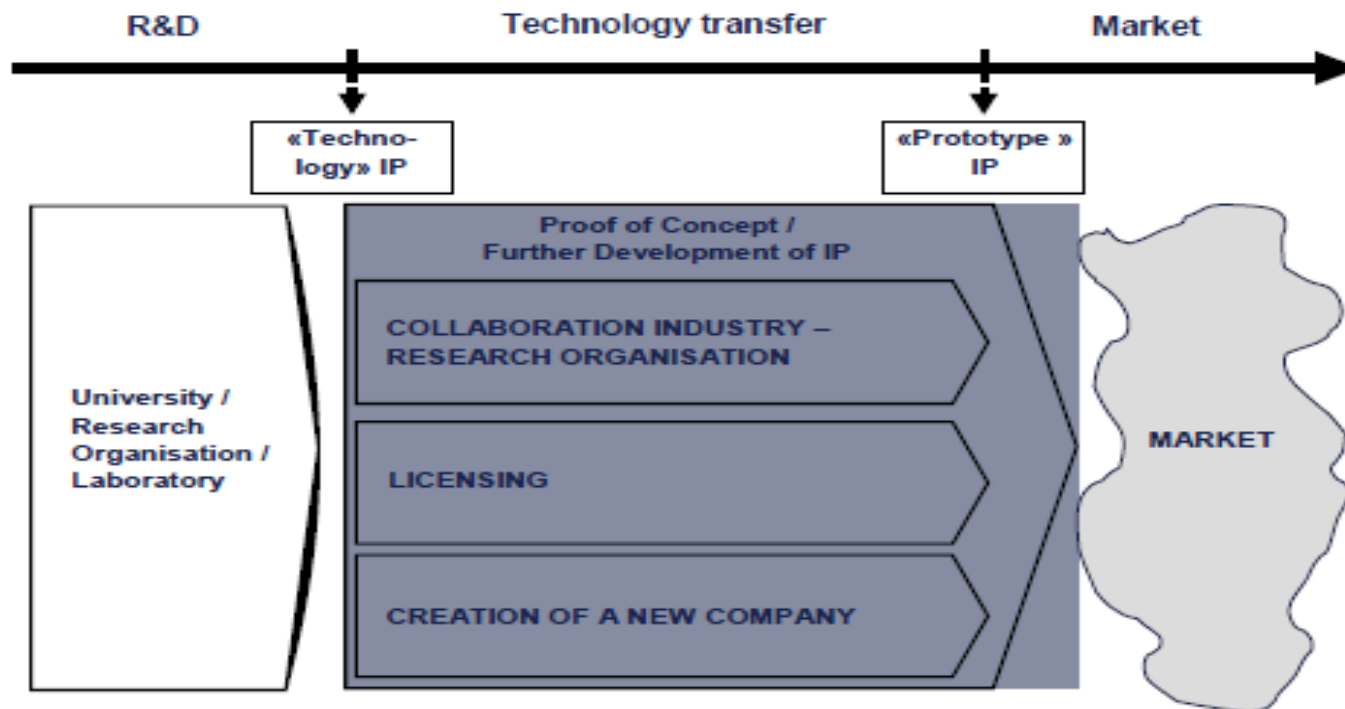 R&D
Technology transfer
Market
«Techno-
logy» IP
«Prototype »
IP
University /
Research
Organisation /
Laboratory
Proof of Concept /
Further Development of IP
COLLABORATION INDUSTRY –
RESEARCH ORGANISATION
LICENSING
CREATION OF A NEW COMPANY
MARKET